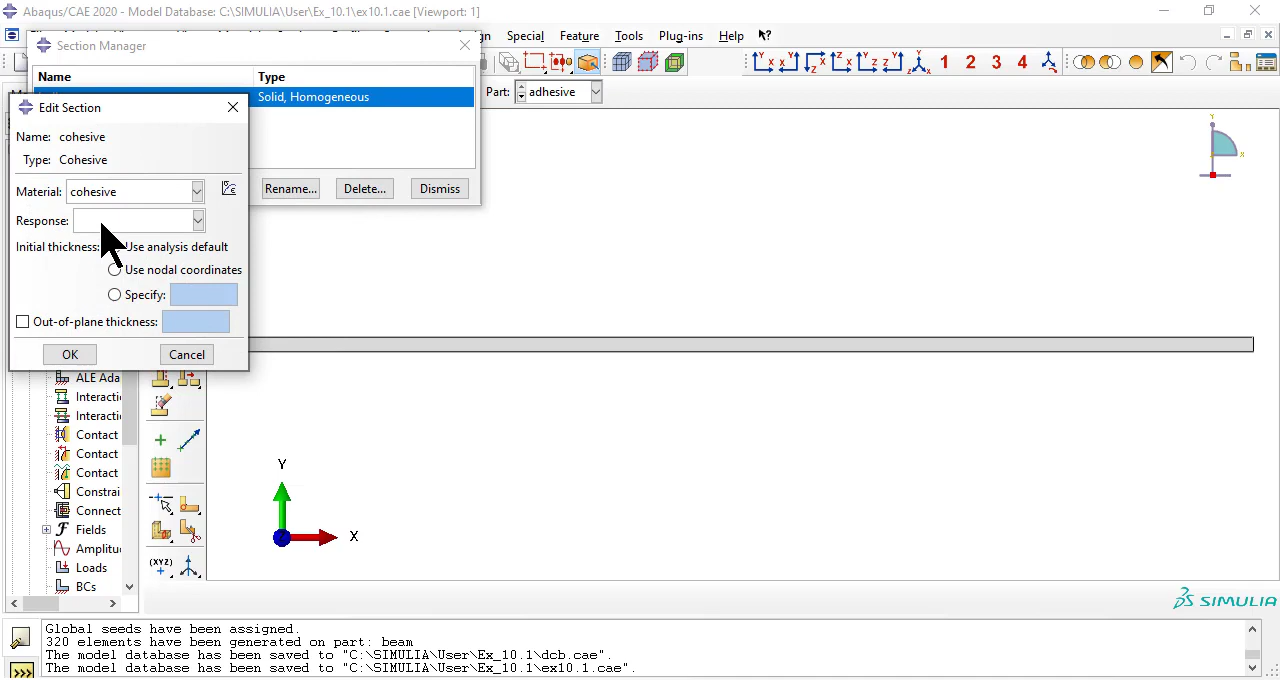 Abaqus/CAE 2020 - Model Database: C:\SIMULIA\User\Ex_10.1\ex10.1.cae [Viewport: 1]
Special Feature Tools Plug-ins Help
1 2 3 4
Section Manager
Name Type
Solid, Homogeneous
Rename... Delete... Dismiss
Part: adhesive
Edit Section
Name: cohesive
Type: Cohesive
Material: cohesive
Response:
Initial thickness: Use analysis default
Use nodal coordinates
Specify:
Out-of-plane thickness:
OK Cancel
ALE Ada
Interacti
Interacti
Contact
Contact
Contact
Constrai
Connect
Fields
Amplitu
Loads
BCs
(XYZ)
Y
X
Z
Y
X
SIMULIA
Global seeds have been assigned.
320 elements have been generated on part: beam
The model database has been saved to "C:\SIMULIA\User\Ex_10.1\dcb.cae".
The model database has been saved to "C:\SIMULIA\User\Ex_10.1\ex10.1.cae".